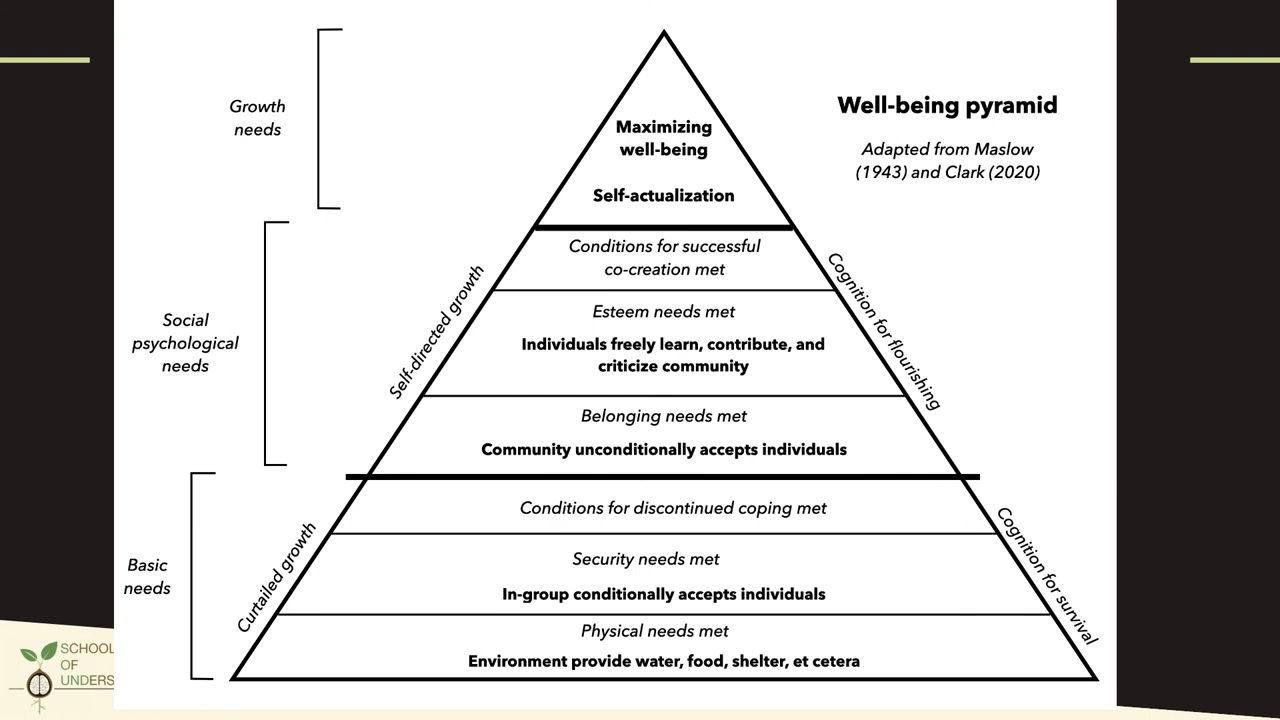 Growth
needs
Well-being pyramid
Adapted from Maslow
(1943) and Clark (2020)
Maximizing
well-being
Self-actualization
Social
psychological
needs
Self-directed growth
Cognition for flourishing
Conditions for successful
co-creation met
Esteem needs met
Individuals freely learn, contribute, and
criticize community
Belonging needs met
Community unconditionally accepts individuals
Basic
needs
Curtailed growth
Cognition for survival
Conditions for discontinued coping met
Security needs met
In-group conditionally accepts individuals
Physical needs met
Environment provide water, food, shelter, et cetera
SCHOOL
OF
UNDERS